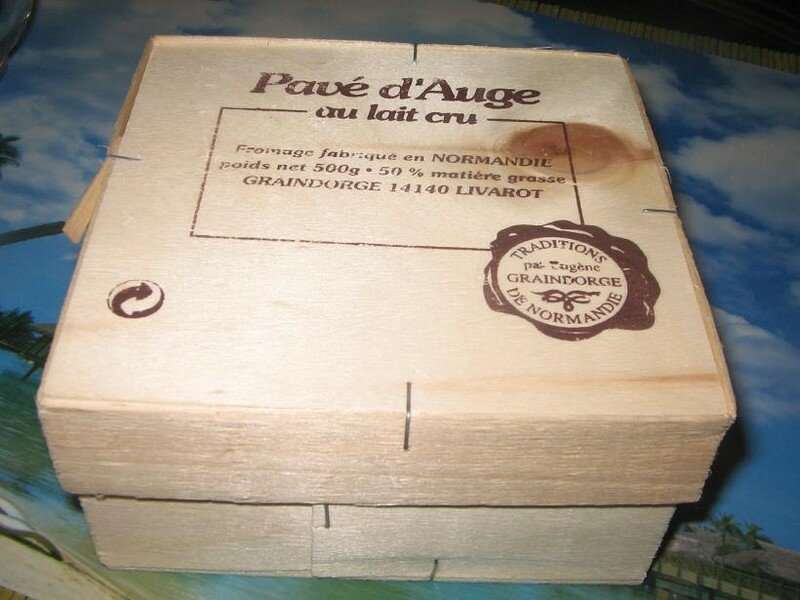 Pavé d'Auge
au lait cru
Fromage fabriqué en NORMANDIE
poids net 500g • 50 % matière grasse
GRAINDORGE 14140 LIVAROT
TRADITIONS
par Eugène
GRAINDORGE
DE NORMANDIE